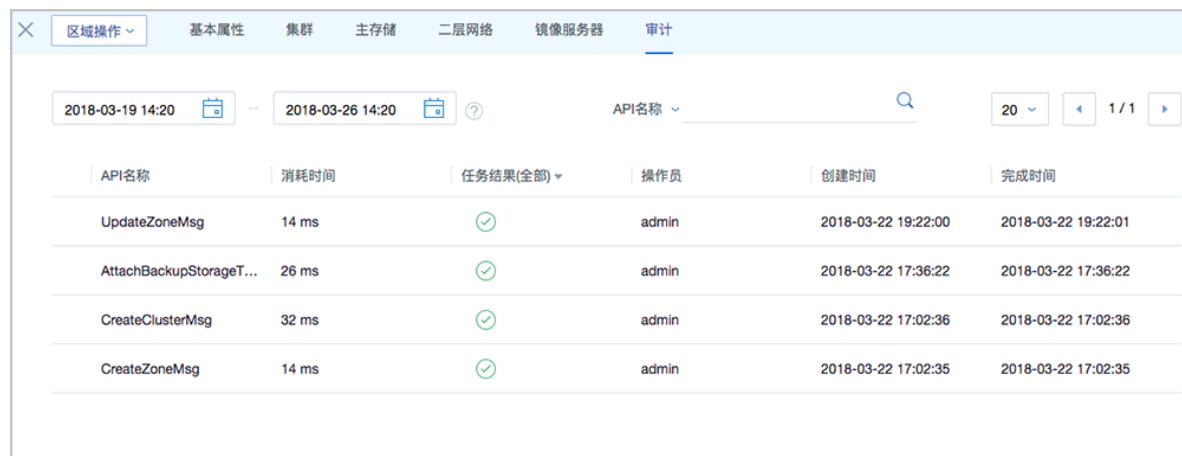 区域操作 基本属性 集群 主存储 二层网络 镜像服务器 审计
2018-03-19 14:20 – 2018-03-26 14:20 ? API名称 20 1 / 1
API名称 消耗时间 任务结果(全部) 操作员 创建时间 完成时间
UpdateZoneMsg 14 ms admin 2018-03-22 19:22:00 2018-03-22 19:22:01
AttachBackupStorageT... 26 ms admin 2018-03-22 17:36:22 2018-03-22 17:36:22
CreateClusterMsg 32 ms admin 2018-03-22 17:02:36 2018-03-22 17:02:36
CreateZoneMsg 14 ms admin 2018-03-22 17:02:35 2018-03-22 17:02:35